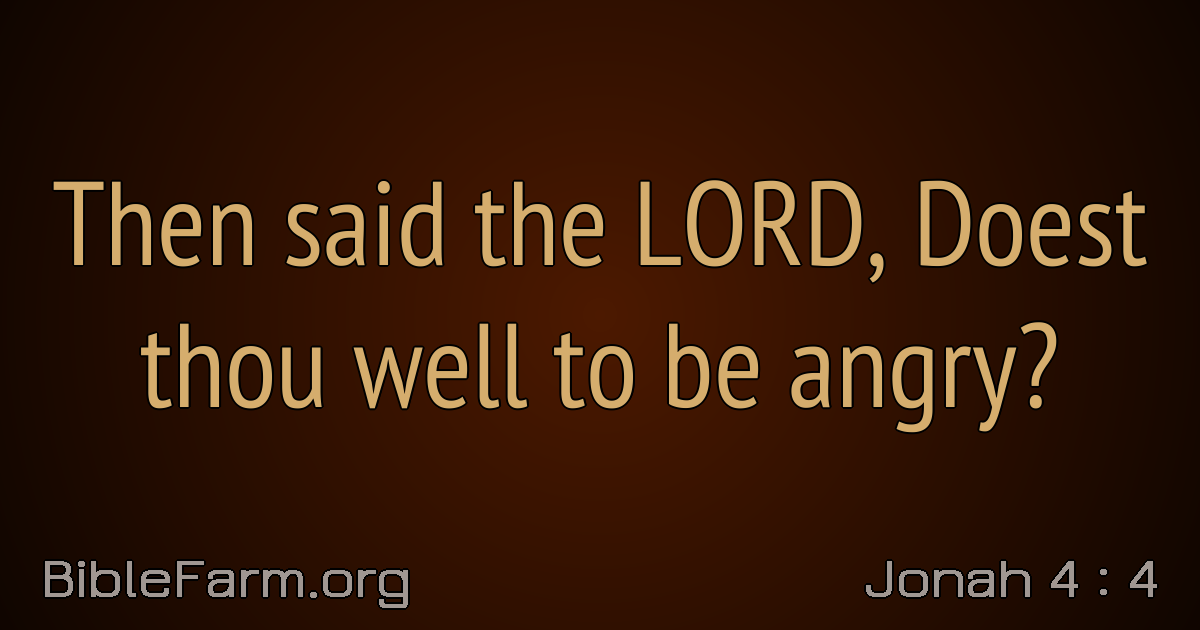 Then said the LORD, Doest
thou well to be angry?
BibleFarm.org
Jonah 4 : 4